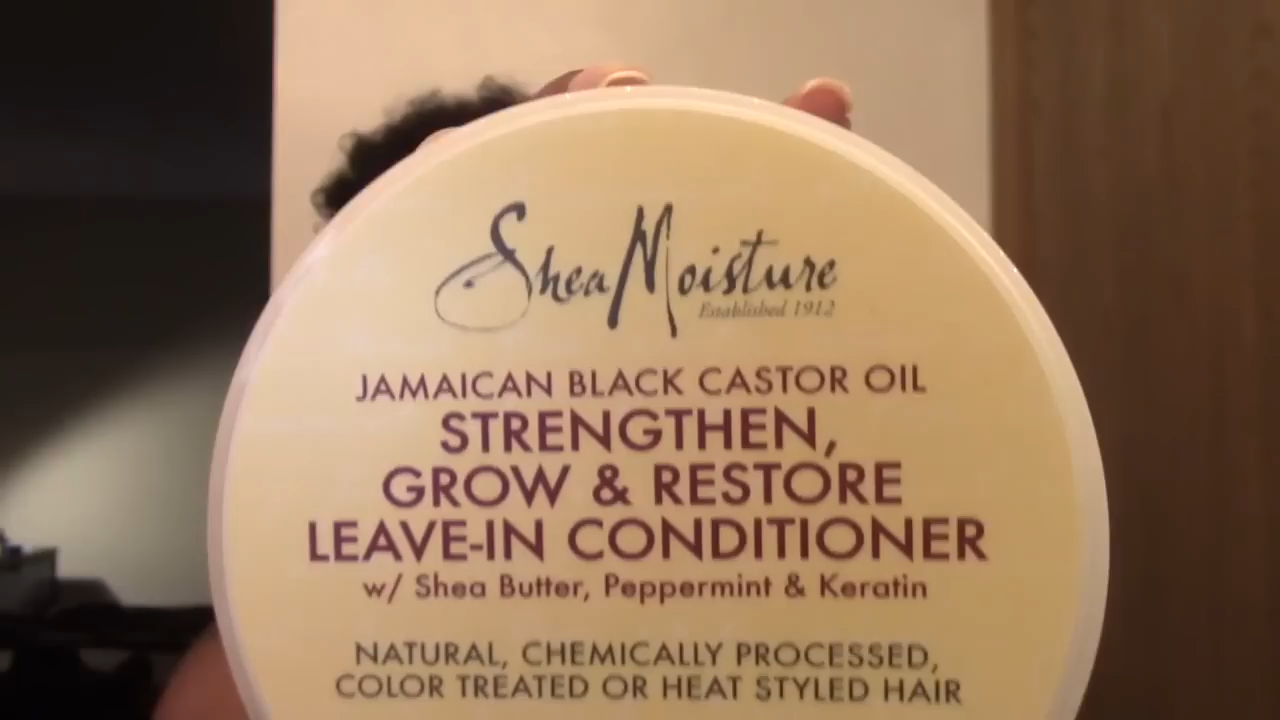 SheaMoisture
Established 1912
JAMAICAN BLACK CASTOR OIL
STRENGTHEN,
GROW & RESTORE
LEAVE-IN CONDITIONER
w/ Shea Butter, Peppermint & Keratin
NATURAL, CHEMICALLY PROCESSED,
COLOR TREATED OR HEAT STYLED HAIR